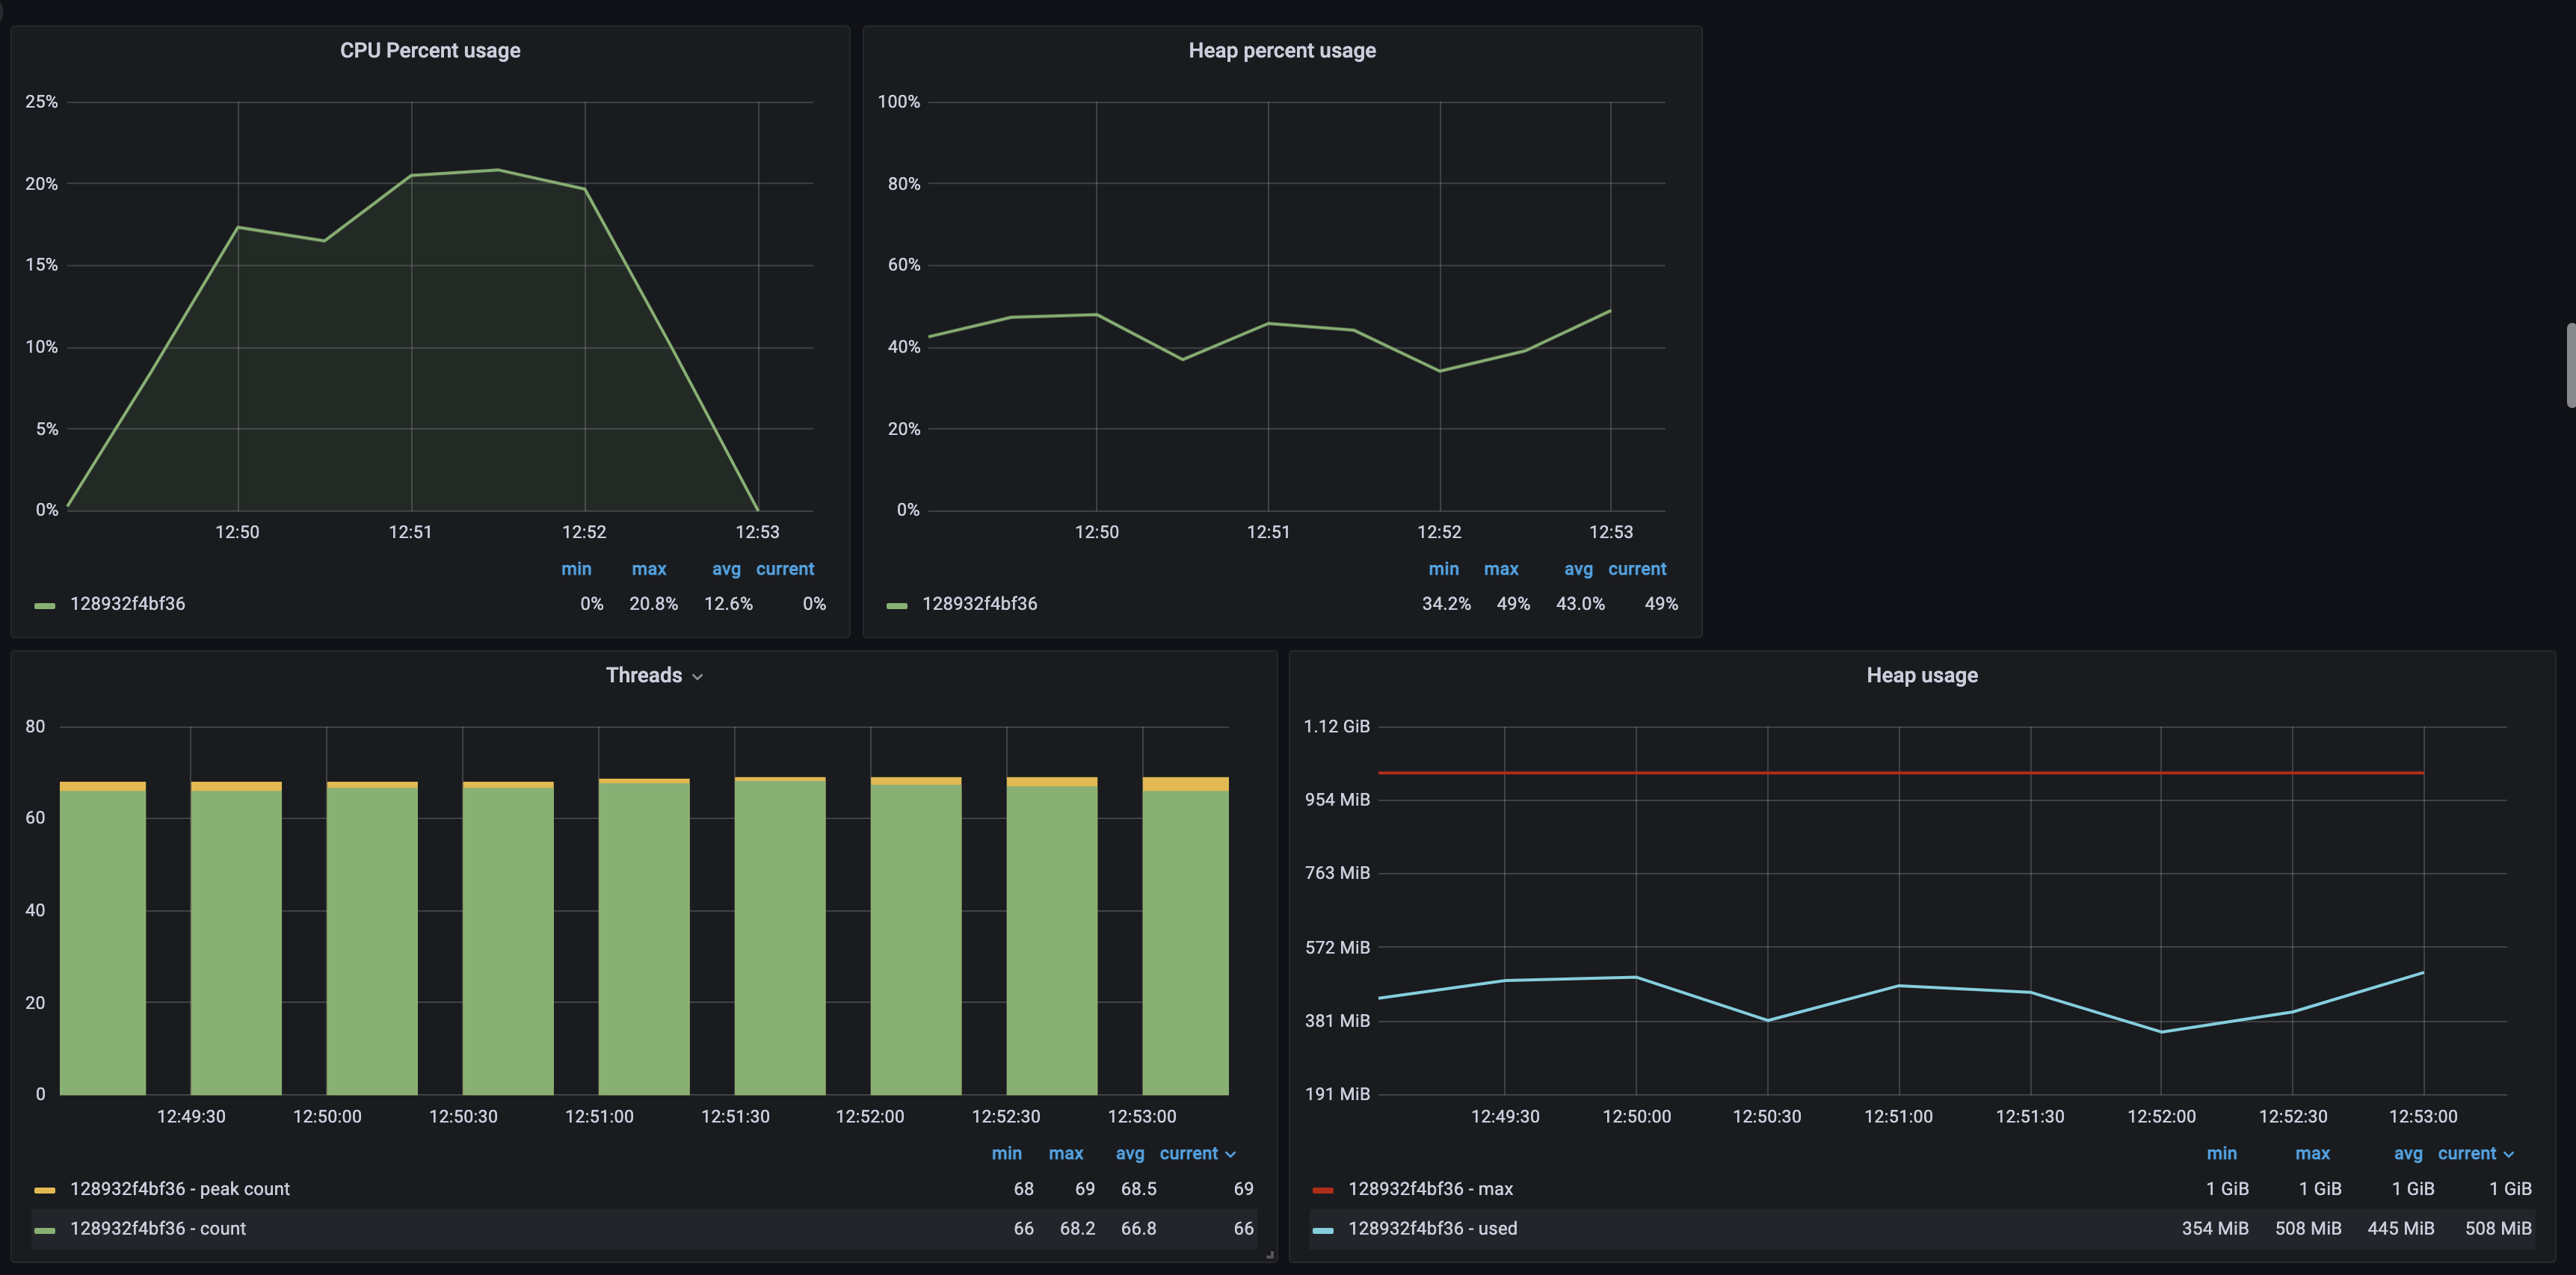 CPU Percent usage
25%
20%
15%
10%
5%
0%
12:50 12:51 12:52 12:53
min max avg current
128932f4bf36 0% 20.8% 12.6% 0%
Heap percent usage
100%
80%
60%
40%
20%
0%
12:50 12:51 12:52 12:53
min max avg current
128932f4bf36 34.2% 49% 43.0% 49%
Threads
80
60
40
20
0
12:49:30 12:50:00 12:50:30 12:51:00 12:51:30 12:52:00 12:52:30 12:53:00
min max avg current
128932f4bf36 - peak count 68 69 68.5 69
128932f4bf36 - count 66 68.2 66.8 66
Heap usage
1.12 GiB
954 MiB
763 MiB
572 MiB
381 MiB
191 MiB
12:49:30 12:50:00 12:50:30 12:51:00 12:51:30 12:52:00 12:52:30 12:53:00
min max avg current
128932f4bf36 - max 1 GiB 1 GiB 1 GiB 1 GiB
128932f4bf36 - used 354 MiB 508 MiB 445 MiB 508 MiB